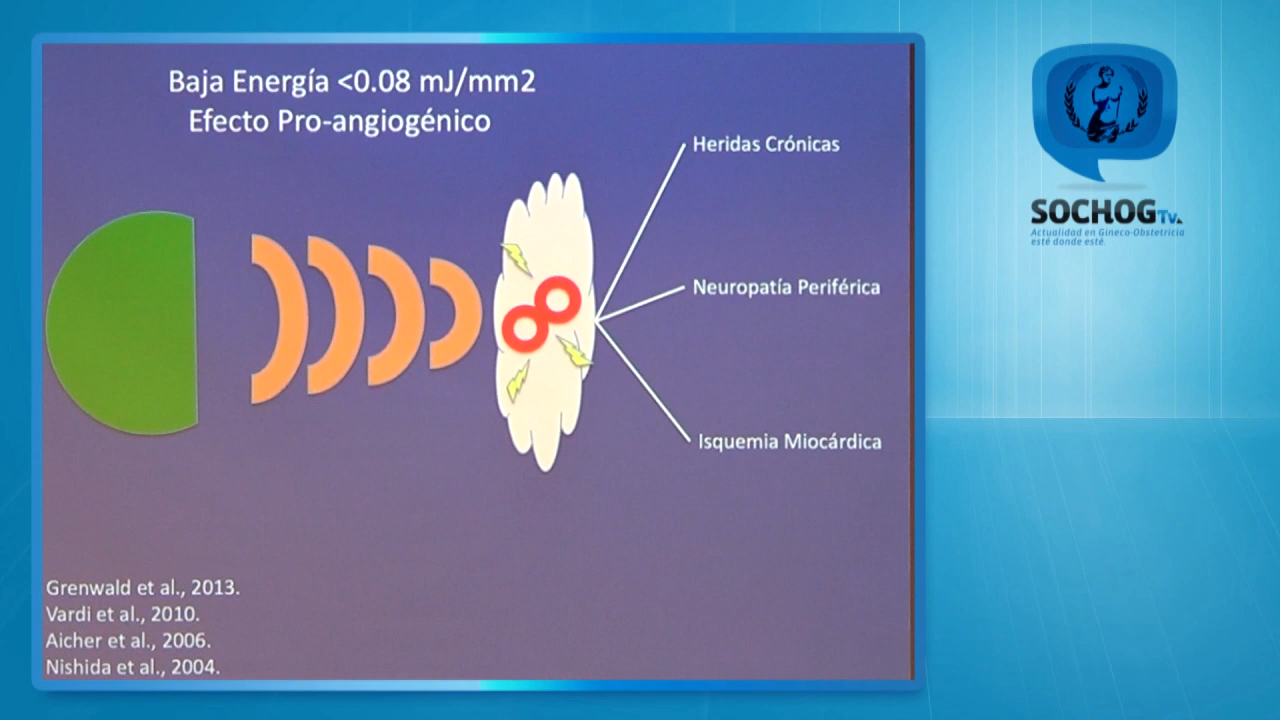 Baja Energía <0.08 mJ/mm2
Efecto Pro-angiogénico
Heridas Crónicas
Neuropatía Periférica
Isquemia Miocárdica
Grenwald et al., 2013.
Vardi et al., 2010.
Aicher et al., 2006.
Nishida et al., 2004.
SOCHOG Tv.
Actualidad en Gineco-Obstetricia
esté donde esté.